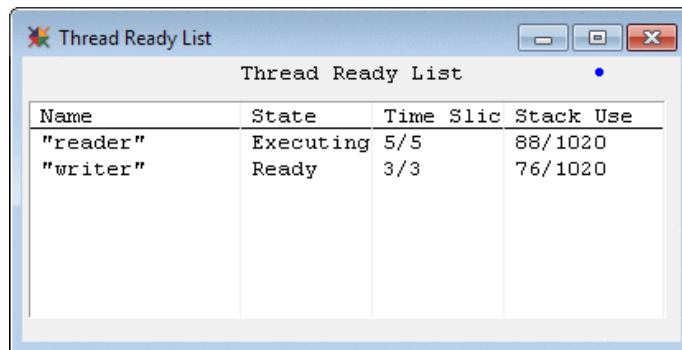 Thread Ready List
Thread Ready List
Name State Time Slic Stack Use
"reader" Executing 5/5 88/1020
"writer" Ready 3/3 76/1020